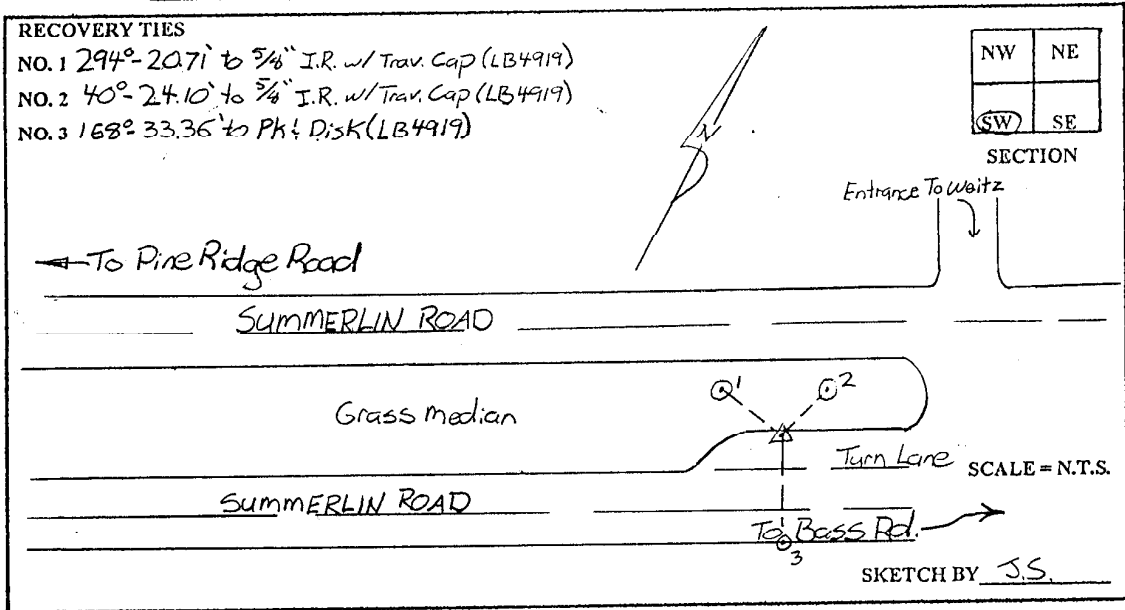 RECOVERY TIES
NO. 1 294°-20.71' to 5/8" I.R. w/ Trav. Cap (LB4919)
NO. 2 40°-24.10' to 5/8" I.R. w/ Trav. Cap (LB4919)
NO. 3 168°-33.36' to Pk & Disk (LB4919)
NW NE
SW SE
SECTION
N
Entrance To Weitz
To Pine Ridge Road
SUMMERLIN ROAD
1 2
Grass Median
Turn Lane
SCALE = N.T.S.
SUMMERLIN ROAD
To Bass Rd.
3
SKETCH BY J.S.